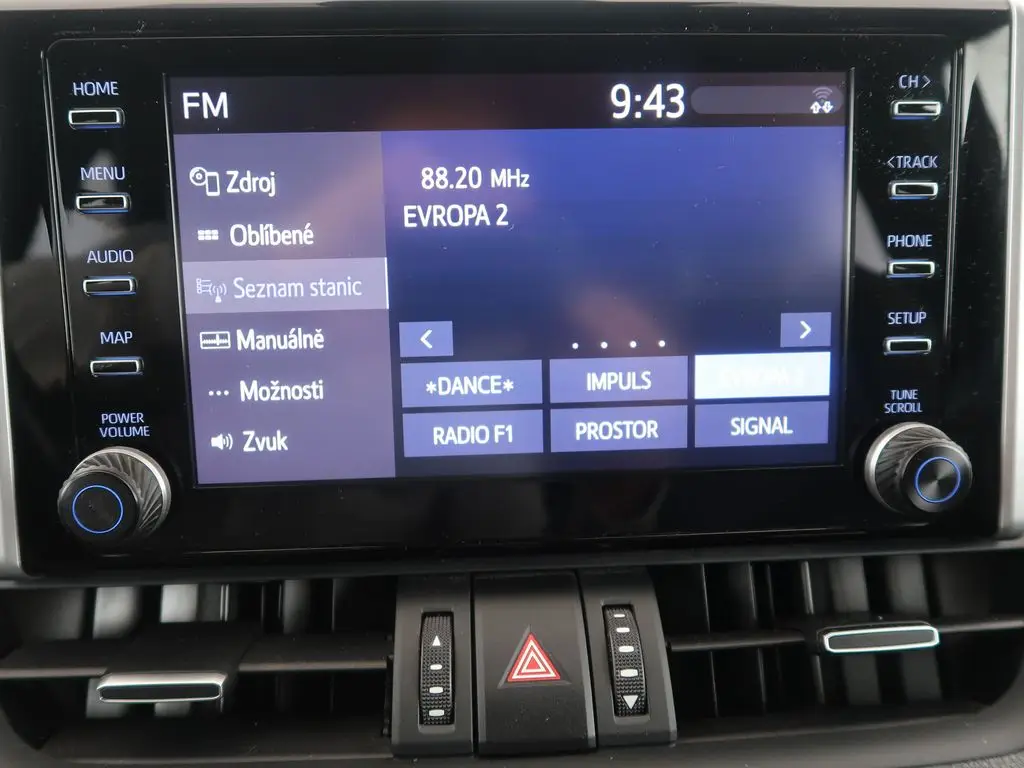 HOME
MENU
AUDIO
MAP
POWER
VOLUME
FM
9:43
Zdroj
Oblíbené
Seznam stanic
Manuálně
Možnosti
Zvuk
88.20 MHz
EVROPA 2
<
>
*DANCE*
IMPULS
RADIO F1
PROSTOR
SIGNAL
CH >
< TRACK
PHONE
SETUP
TUNE
SCROLL